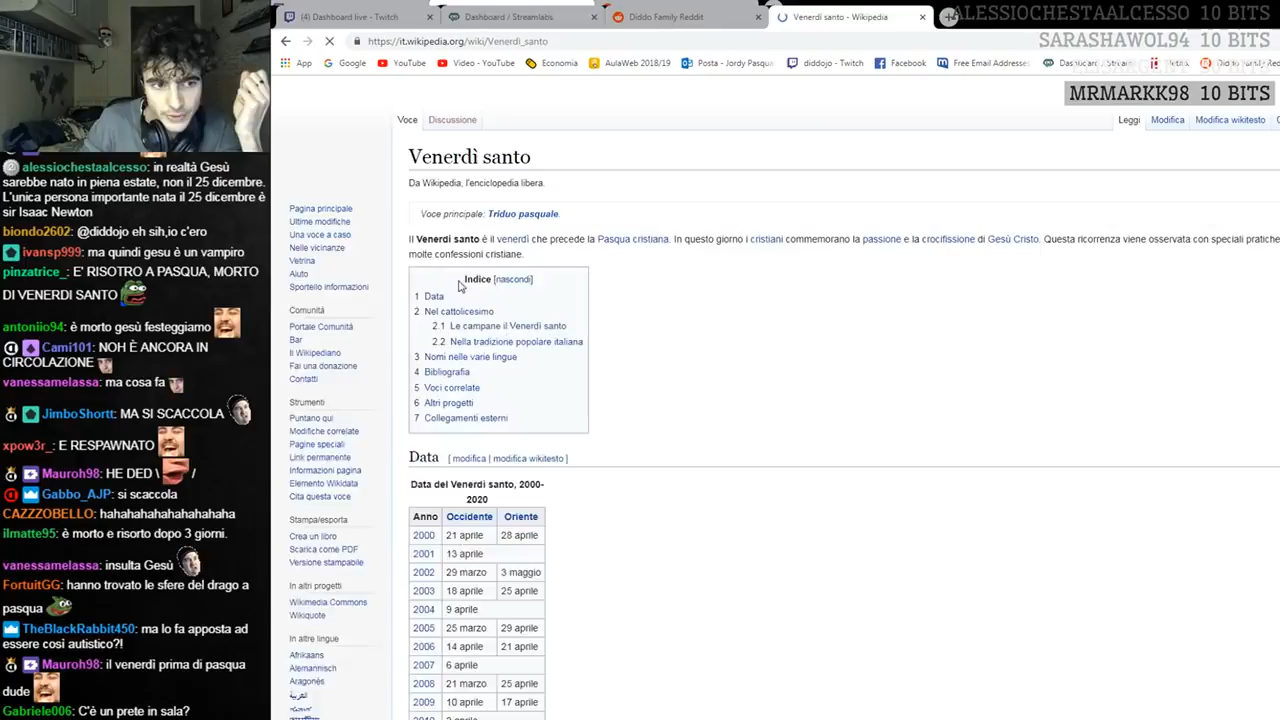 (4) Dashboard live - Twitch
Dashboard / Streamlabs
Diddo Family Reddit
Venerdì santo - Wikipedia
ALESSIOCHESTAALCESSO 10 BITS
https://it.wikipedia.org/wiki/Venerdì_santo
SARASHAWOL94 10 BITS
App
Google
YouTube
Video - YouTube
Economia
AulaWeb 2018/19
Posta - Jordy Pasqua
diddojo - Twitch
Facebook
Free Email Addresses
MRMARKK98 10 BITS
Voce
Discussione
Leggi
Modifica
Modifica wikitesto
Venerdì santo
Da Wikipedia, l'enciclopedia libera.
Voce principale: Triduo pasquale.
Il Venerdì santo è il venerdì che precede la Pasqua cristiana. In questo giorno i cristiani commemorano la passione e la crocifissione di Gesù Cristo. Questa ricorrenza viene osservata con speciali pratiche
molte confessioni cristiane.
Indice [nascondi]
1 Data
2 Nel cattolicesimo
2.1 Le campane il Venerdì santo
2.2 Nella tradizione popolare italiana
3 Nomi nelle varie lingue
4 Bibliografia
5 Voci correlate
6 Altri progetti
7 Collegamenti esterni
Data [ modifica | modifica wikitesto ]
Data del Venerdì santo, 2000-
2020
Anno Occidente Oriente
2000 21 aprile 28 aprile
2001 13 aprile
2002 29 marzo 3 maggio
2003 18 aprile 25 aprile
2004 9 aprile
2005 25 marzo 29 aprile
2006 14 aprile 21 aprile
2007 6 aprile
2008 21 marzo 25 aprile
2009 10 aprile 17 aprile
Pagina principale
Ultime modifiche
Una voce a caso
Nelle vicinanze
Vetrina
Aiuto
Sportello informazioni
Comunità
Portale Comunità
Bar
Il Wikipediano
Fai una donazione
Contatti
Strumenti
Puntano qui
Modifiche correlate
Pagine speciali
Link permanente
Informazioni pagina
Elemento Wikidata
Cita questa voce
Stampa/esporta
Crea un libro
Scarica come PDF
Versione stampabile
In altri progetti
Wikimedia Commons
Wikiquote
In altre lingue
Afrikaans
Alemannisch
Aragonés
العربية
alessiochestaalcesso: in realtà Gesù
sarebbe nato in piena estate, non il 25 dicembre.
L'unica persona importante nata il 25 dicembre è
sir Isaac Newton
biondo2602: @diddojo eh sih,io c'ero
ivansp999: ma quindi gesu è un vampiro
pinzatrice_: E' RISOTRO A PASQUA, MORTO
DI VENERDI SANTO
antoniio94: è morto gesù festeggiamo
Cami101: NOH È ANCORA IN
CIRCOLAZIONE
vanessamelassa: ma cosa fa
JimboShortt: MA SI SCACCOLA
xpow3r_: E RESPAWNATO
Mauroh98: HE DED \ /
Gabbo_AJP: si scaccola
CAZZZOBELLO: hahahahahahahahaha
ilmatte95: è morto e risorto dopo 3 giorni.
vanessamelassa: insulta Gesù
FortuitGG: hanno trovato le sfere del drago a
pasqua
TheBlackRabbit450: ma lo fa apposta ad
essere cosi autistico?!
Mauroh98: il venerdì prima di pasqua
dude
Gabriele006: C'è un prete in sala?